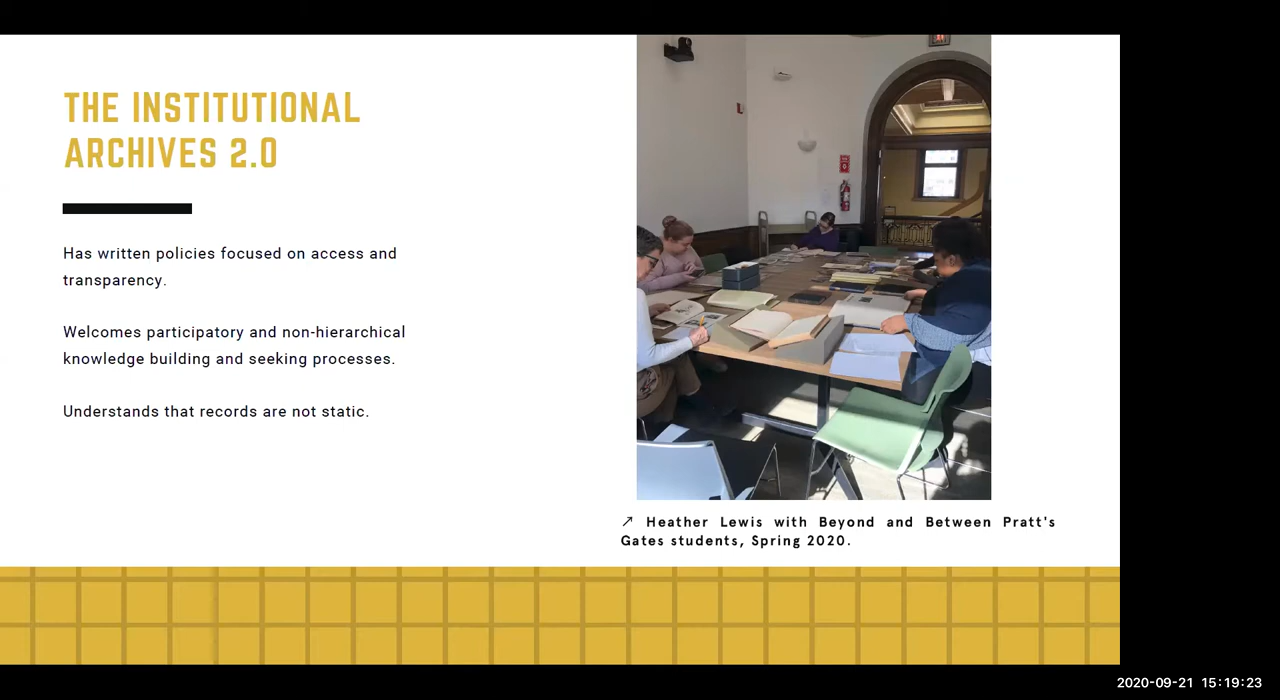 THE INSTITUTIONAL
ARCHIVES 2.0
Has written policies focused on access and
transparency.
Welcomes participatory and non-hierarchical
knowledge building and seeking processes.
Understands that records are not static.
↗ Heather Lewis with Beyond and Between Pratt's
Gates students, Spring 2020.
2020-09-21 15:19:23